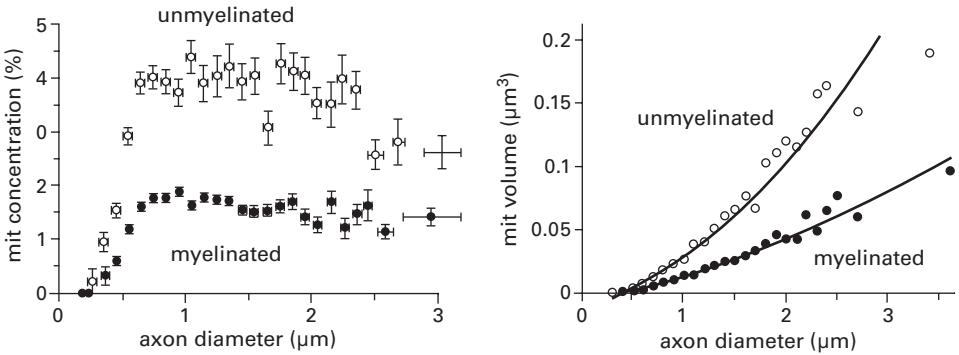 mit concentration (%)
5
4
0
2
1
0
unmyelinated
myelinated
0 1 2 3
axon diameter (µm)
mit volume (µm³)
0.2
0.15
0.1
0.05
0
unmyelinated
myelinated
0 1 2 3
axon diameter (µm)